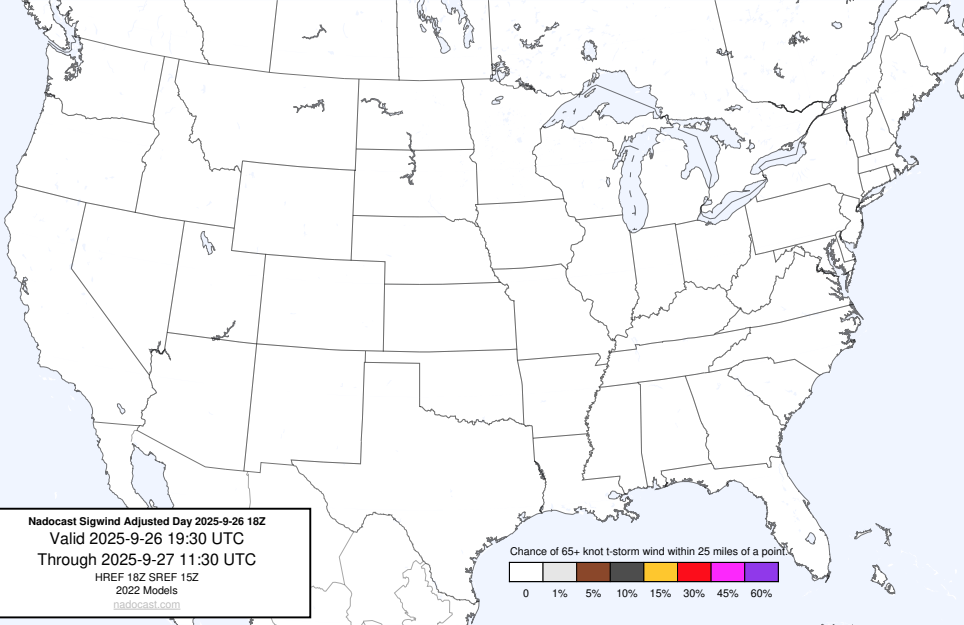 Nadocast Sigwind Adjusted Day 2025-9-26 18Z
Valid 2025-9-26 19:30 UTC
Through 2025-9-27 11:30 UTC
HREF 18Z SREF 15Z
2022 Models
nadocast.com
Chance of 65+ knot t-storm wind within 25 miles of a point.
0 1% 5% 10% 15% 30% 45% 60%